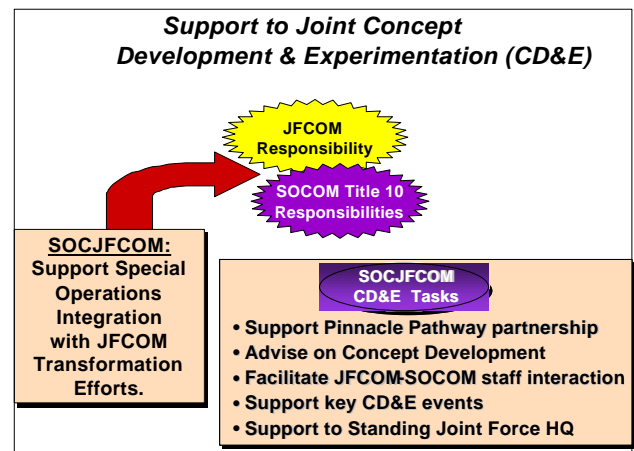 Support to Joint Concept
Development & Experimentation (CD&E)
JFCOM
Responsibility
SOCOM Title 10
Responsibilities
SOCJFCOM:
Support Special
Operations
Integration
with JFCOM
Transformation
Efforts.
SOCJFCOM
CD&E Tasks
• Support Pinnacle Pathway partnership
• Advise on Concept Development
• Facilitate JFCOM-SOCOM staff interaction
• Support key CD&E events
• Support to Standing Joint Force HQ